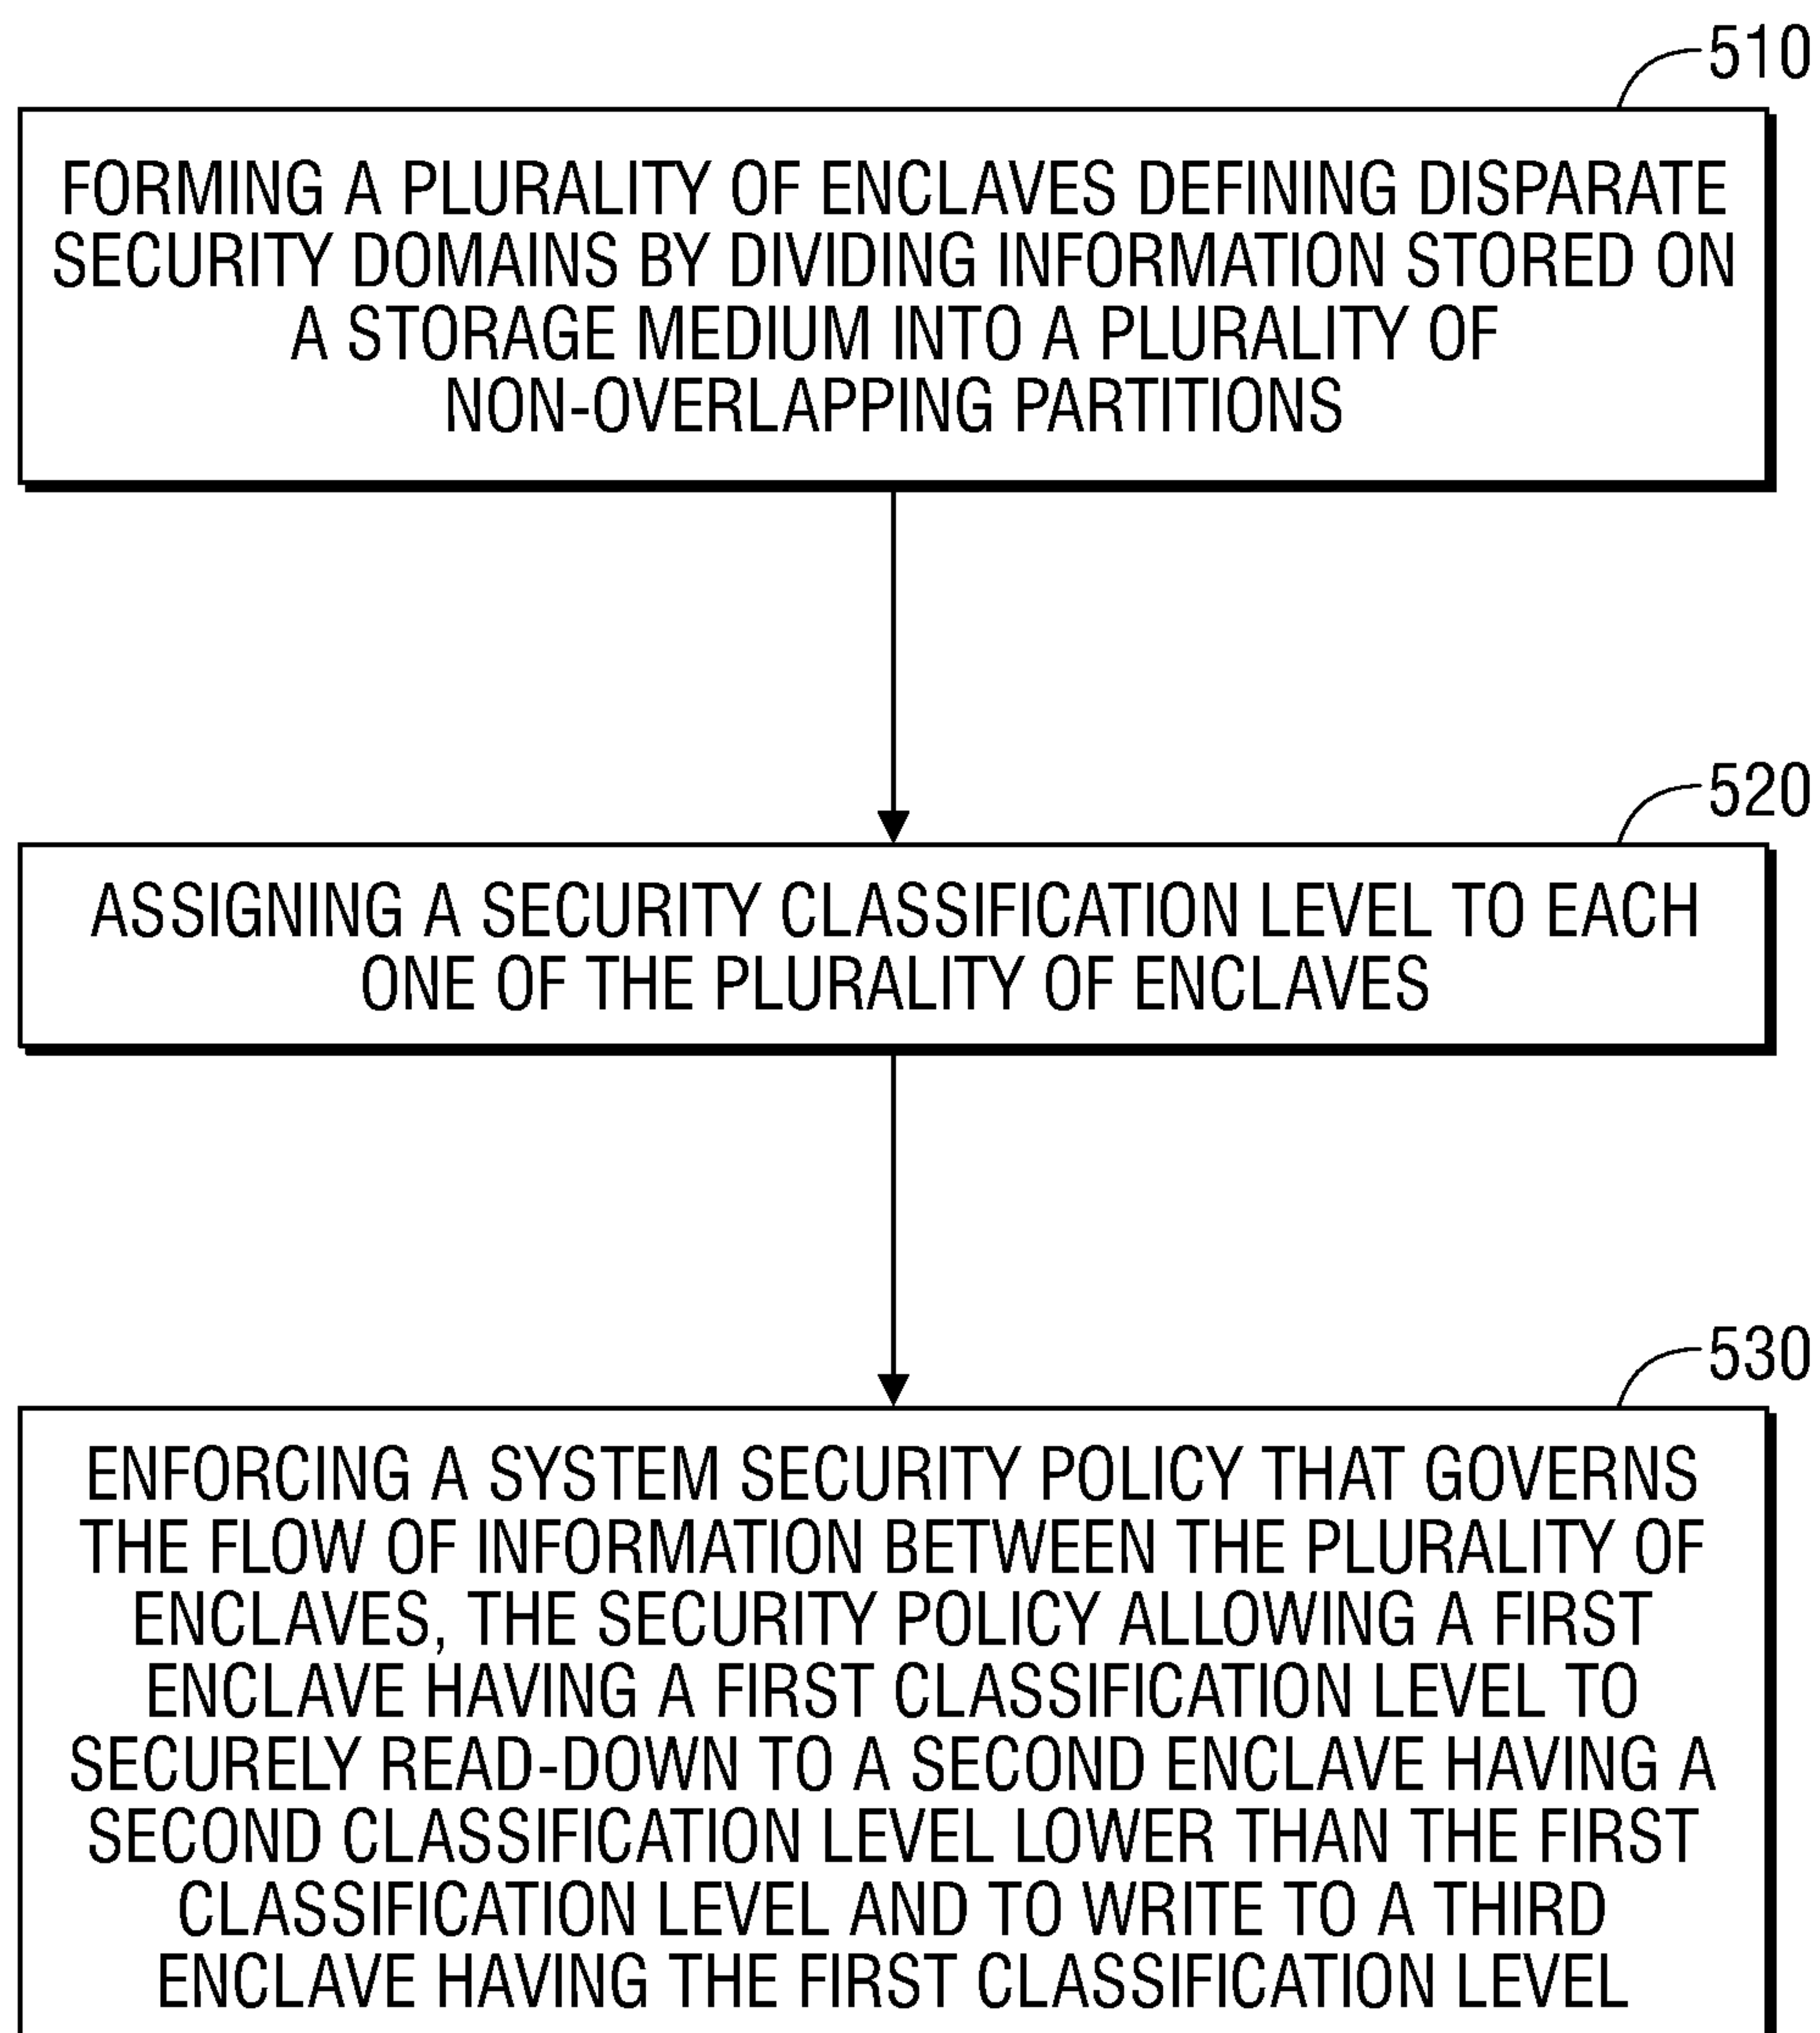 510
FORMING A PLURALITY OF ENCLAVES DEFINING DISPARATE
SECURITY DOMAINS BY DIVIDING INFORMATION STORED ON
A STORAGE MEDIUM INTO A PLURALITY OF
NON-OVERLAPPING PARTITIONS
520
ASSIGNING A SECURITY CLASSIFICATION LEVEL TO EACH
ONE OF THE PLURALITY OF ENCLAVES
530
ENFORCING A SYSTEM SECURITY POLICY THAT GOVERNS
THE FLOW OF INFORMATION BETWEEN THE PLURALITY OF
ENCLAVES, THE SECURITY POLICY ALLOWING A FIRST
ENCLAVE HAVING A FIRST CLASSIFICATION LEVEL TO
SECURELY READ-DOWN TO A SECOND ENCLAVE HAVING A
SECOND CLASSIFICATION LEVEL LOWER THAN THE FIRST
CLASSIFICATION LEVEL AND TO WRITE TO A THIRD
ENCLAVE HAVING THE FIRST CLASSIFICATION LEVEL